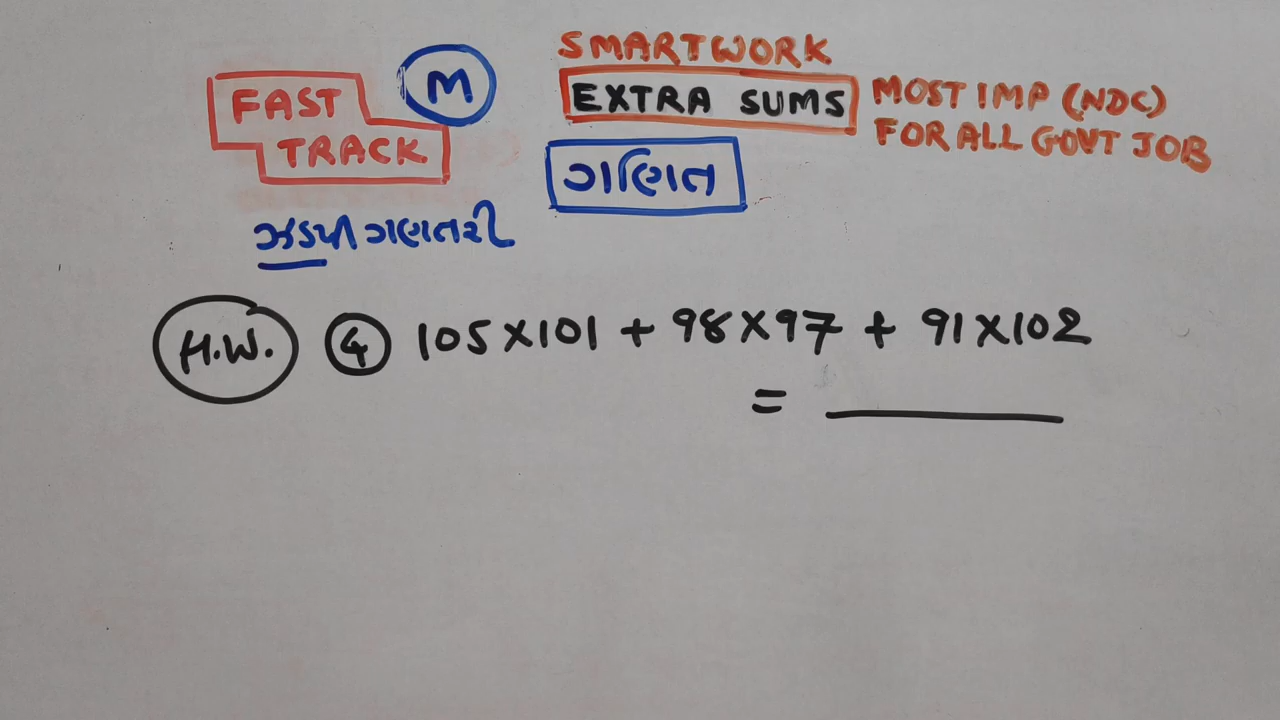 FAST
TRACK
M
SMARTWORK
EXTRA SUMS
MOST IMP (NDC)
FOR ALL GOVT JOB
ગણિત
ઝડપી ગણતરી
H.W. 4 105×101 + 98×97 + 91×102
= ______